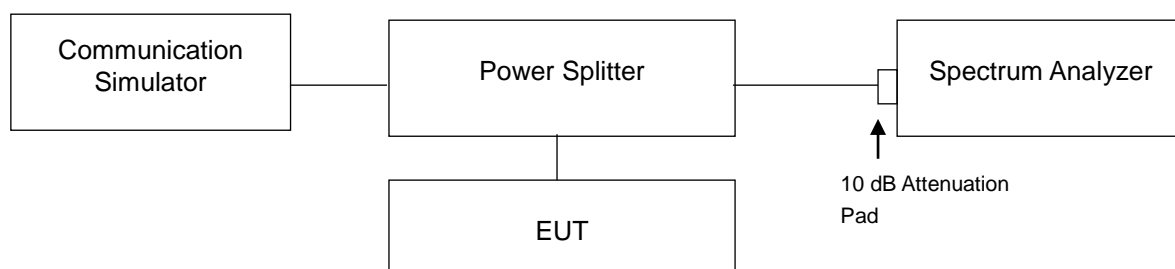 Communication
Simulator
Power Splitter
Spectrum Analyzer
10 dB Attenuation
Pad
EUT